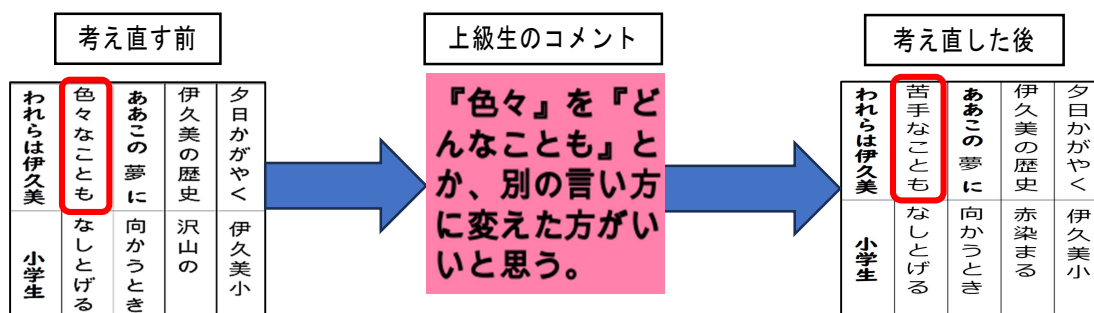 考え直す前
夕日かがやく 伊久美小
伊久美の歴史 沢山の
ああこの夢に 向かうとき
色々なことも なしとげる
われらは伊久美 小学生
上級生のコメント
『色々』を『ど
んなことも』と
か、別の言い方
に変えた方がい
いと思う。
考え直した後
夕日かがやく 伊久美小
伊久美の歴史 赤染まる
ああこの夢に 向かうとき
苦手なことも なしとげる
われらは伊久美 小学生